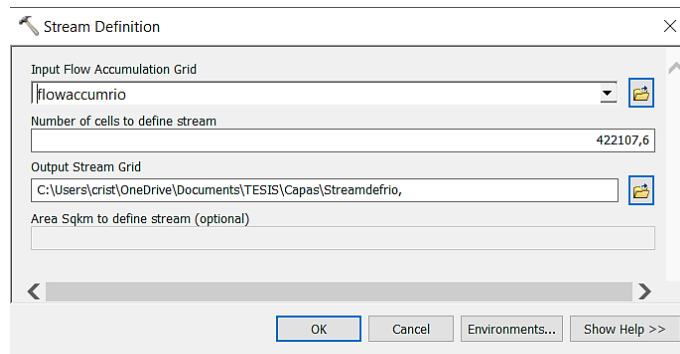 Stream Definition
Input Flow Accumulation Grid
flowaccumrio
Number of cells to define stream
422107,6
Output Stream Grid
C:\Users\crist\OneDrive\Documents\TESIS\Capas\Streamdefrio,
Area Sqkm to define stream (optional)
OK Cancel Environments... Show Help >>